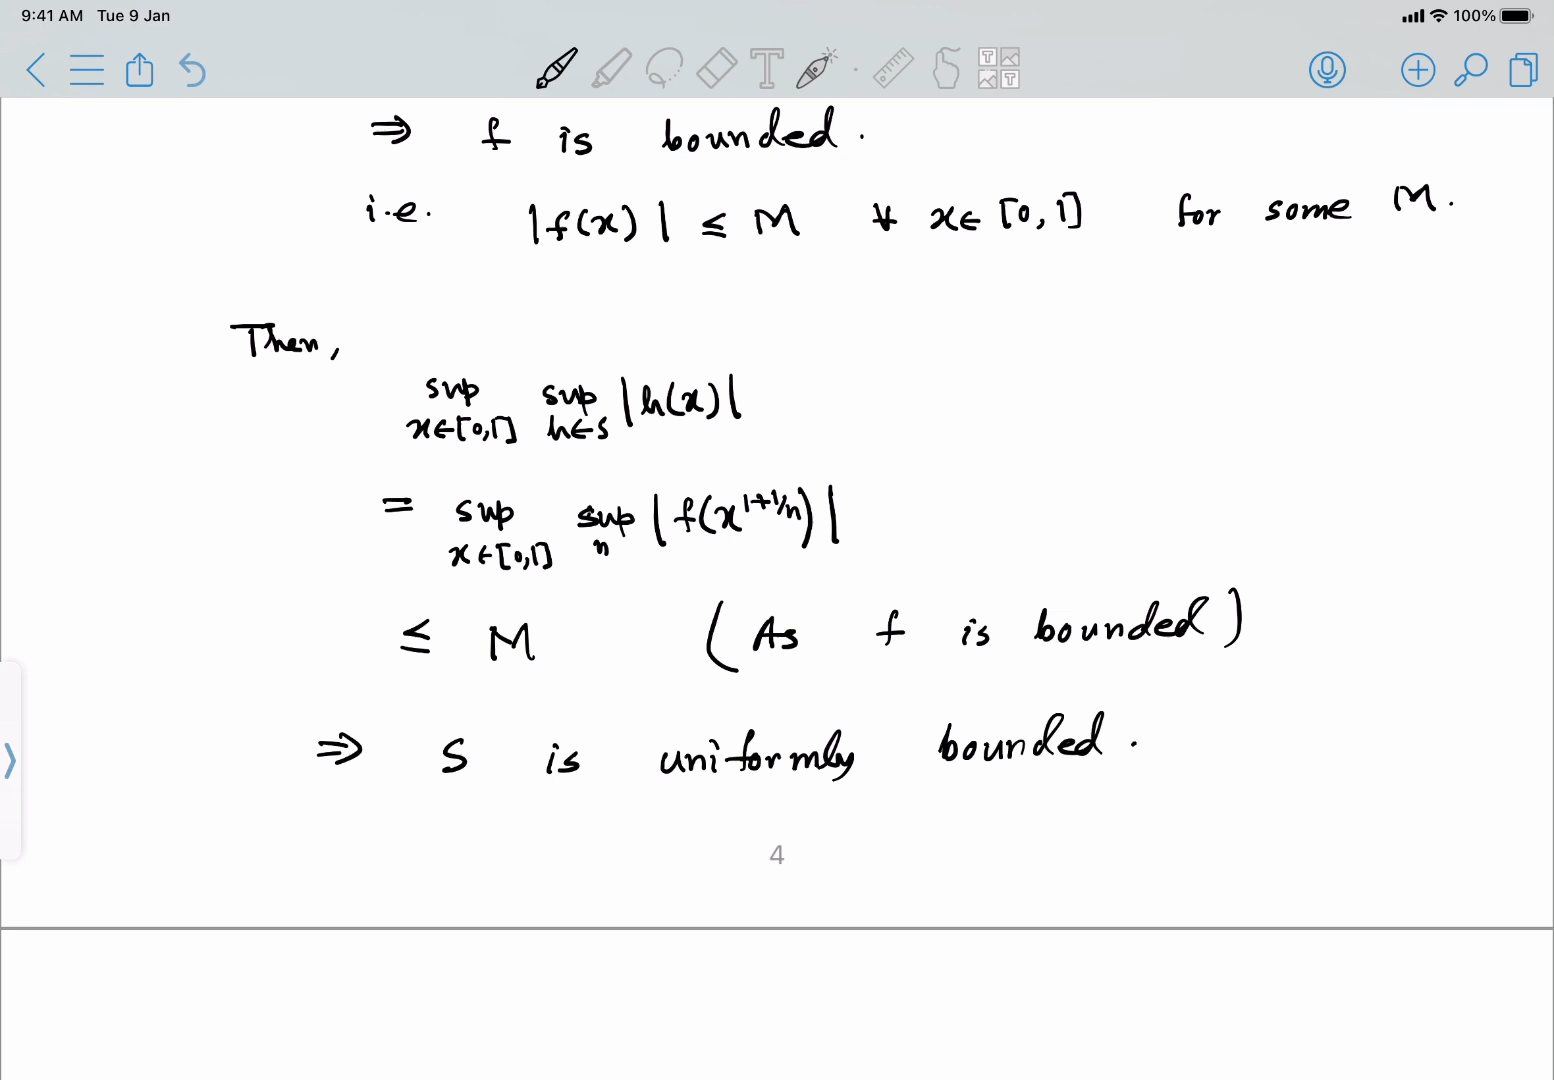 9:41 AM Tue 9 Jan 100%
⇒ f is bounded.
i.e. |f(x)| ≤ M ∀ x∈[0,1] for some M.
Then,
sup sup |h(x)|
x∈[0,1] h∈S
= sup sup |f(x^{1+1/n})|
x∈[0,1] n
≤ M (As f is bounded)
⇒ S is uniformly bounded.
4